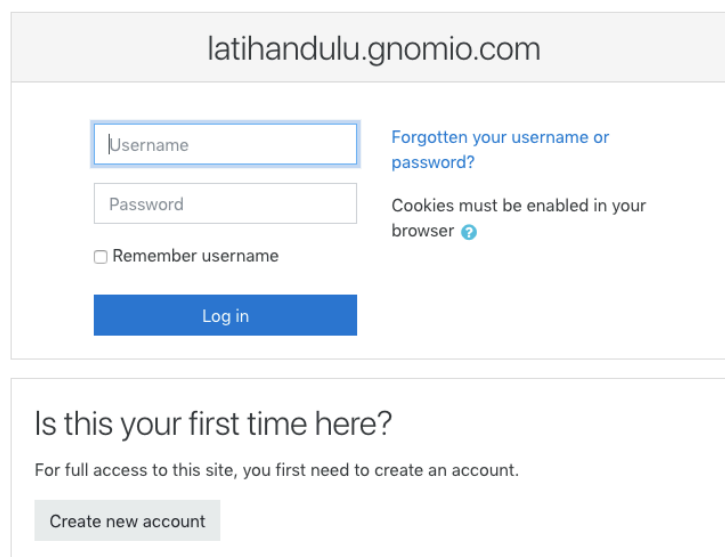 latihandulu.gnomio.com
Username
Password
Remember username
Log in
Forgotten your username or
password?
Cookies must be enabled in your
browser ?
Is this your first time here?
For full access to this site, you first need to create an account.
Create new account